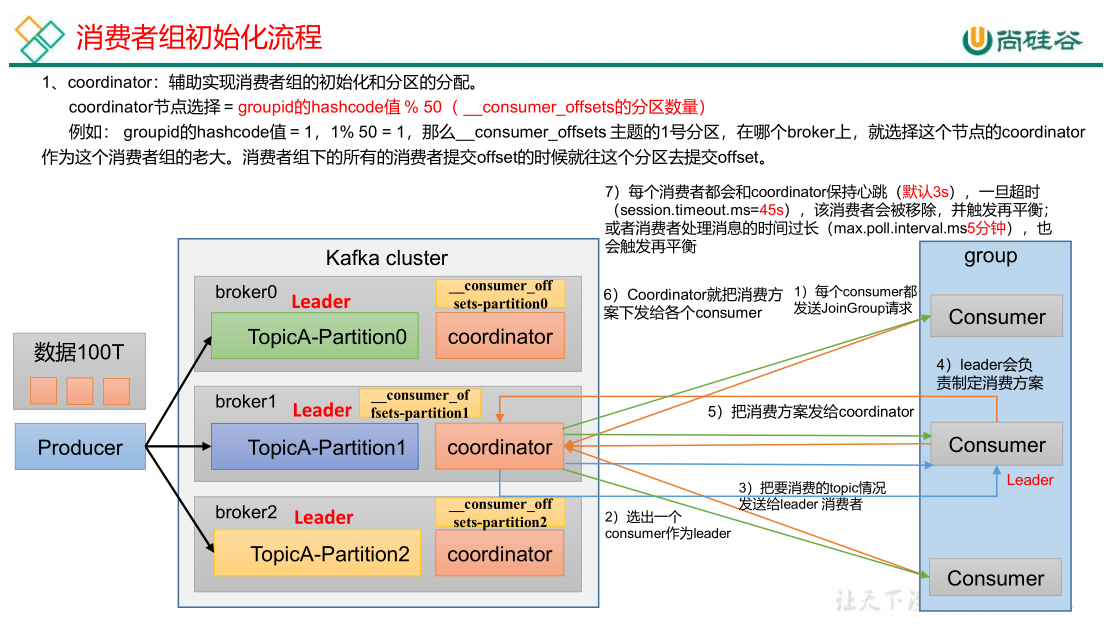 消费者组初始化流程
尚硅谷
1、coordinator：辅助实现消费者组的初始化和分区的分配。
coordinator节点选择 = groupid的hashcode值 % 50（ __consumer_offsets的分区数量）
例如： groupid的hashcode值 = 1，1% 50 = 1，那么__consumer_offsets 主题的1号分区，在哪个broker上，就选择这个节点的coordinator
作为这个消费者组的老大。消费者组下的所有的消费者提交offset的时候就往这个分区去提交offset。
7）每个消费者都会和coordinator保持心跳（默认3s），一旦超时
（session.timeout.ms=45s），该消费者会被移除，并触发再平衡；
或者消费者处理消息的时间过长（max.poll.interval.ms5分钟），也
会触发再平衡
Kafka cluster
group
broker0
Leader
__consumer_off
sets-partition0
TopicA-Partition0
coordinator
6）Coordinator就把消费方
案下发给各个consumer
1）每个consumer都
发送JoinGroup请求
Consumer
数据100T
4）leader会负
责制定消费方案
broker1
Leader
__consumer_of
fsets-partition1
5）把消费方案发给coordinator
Producer
TopicA-Partition1
coordinator
Consumer
Leader
3）把要消费的topic情况
发送给leader 消费者
broker2
Leader
__consumer_off
sets-partition2
2）选出一个
consumer作为leader
TopicA-Partition2
coordinator
Consumer
让天下